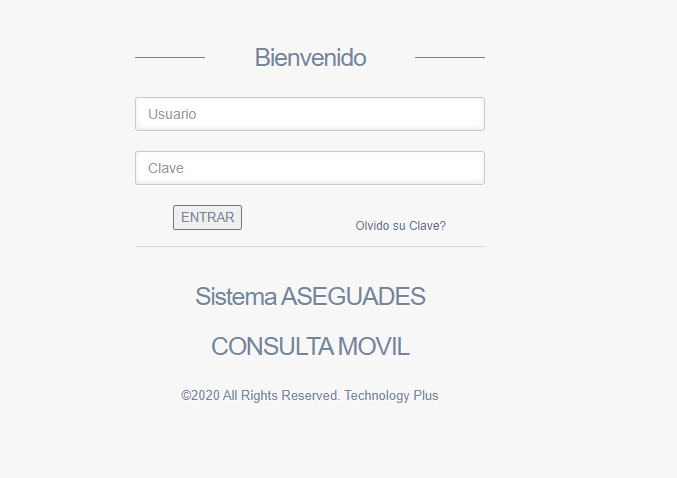 Bienvenido
Usuario
Clave
ENTRAR
Olvido su Clave?
Sistema ASEGUADES
CONSULTA MOVIL
©2020 All Rights Reserved. Technology Plus